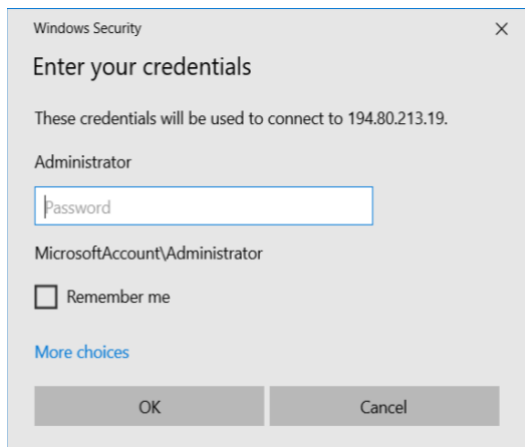 Windows Security
Enter your credentials
These credentials will be used to connect to 194.80.213.19.
Administrator
Password
MicrosoftAccount\Administrator
Remember me
More choices
OK
Cancel